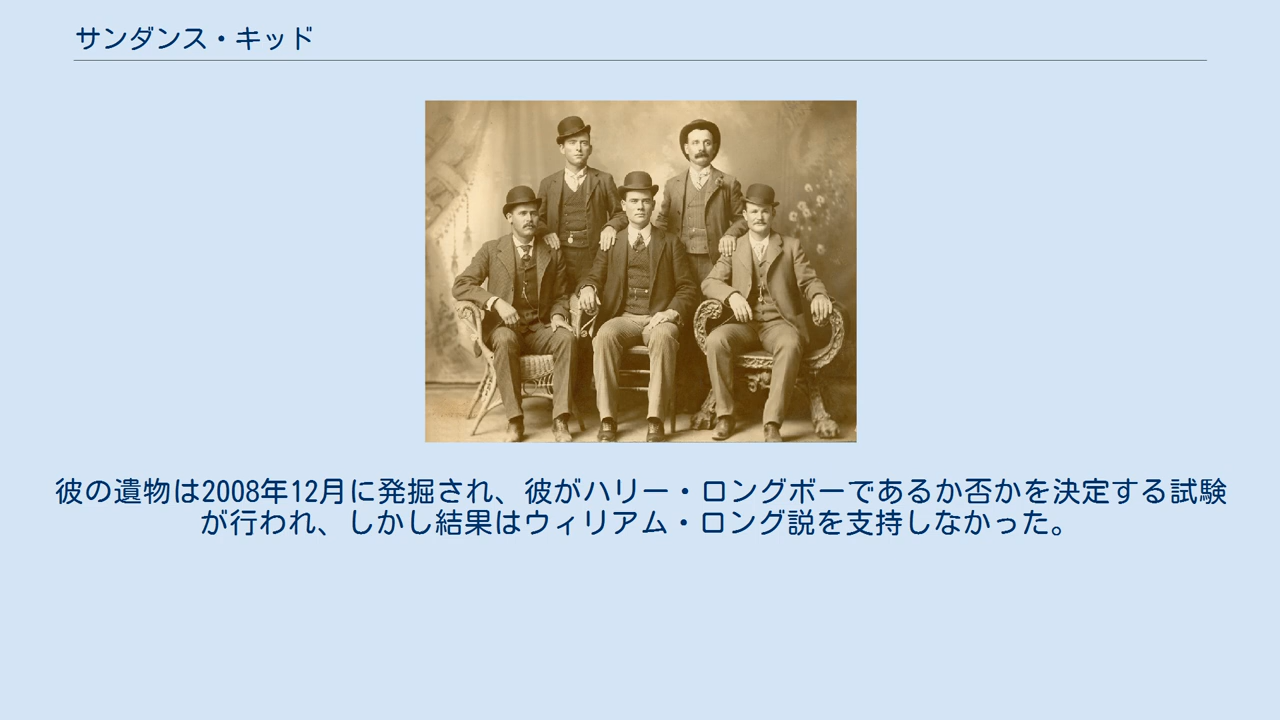 サンダンス・キッド
彼の遺物は2008年12月に発掘され、彼がハリー・ロングボーであるか否かを決定する試験
が行われ、しかし結果はウィリアム・ロング説を支持しなかった。